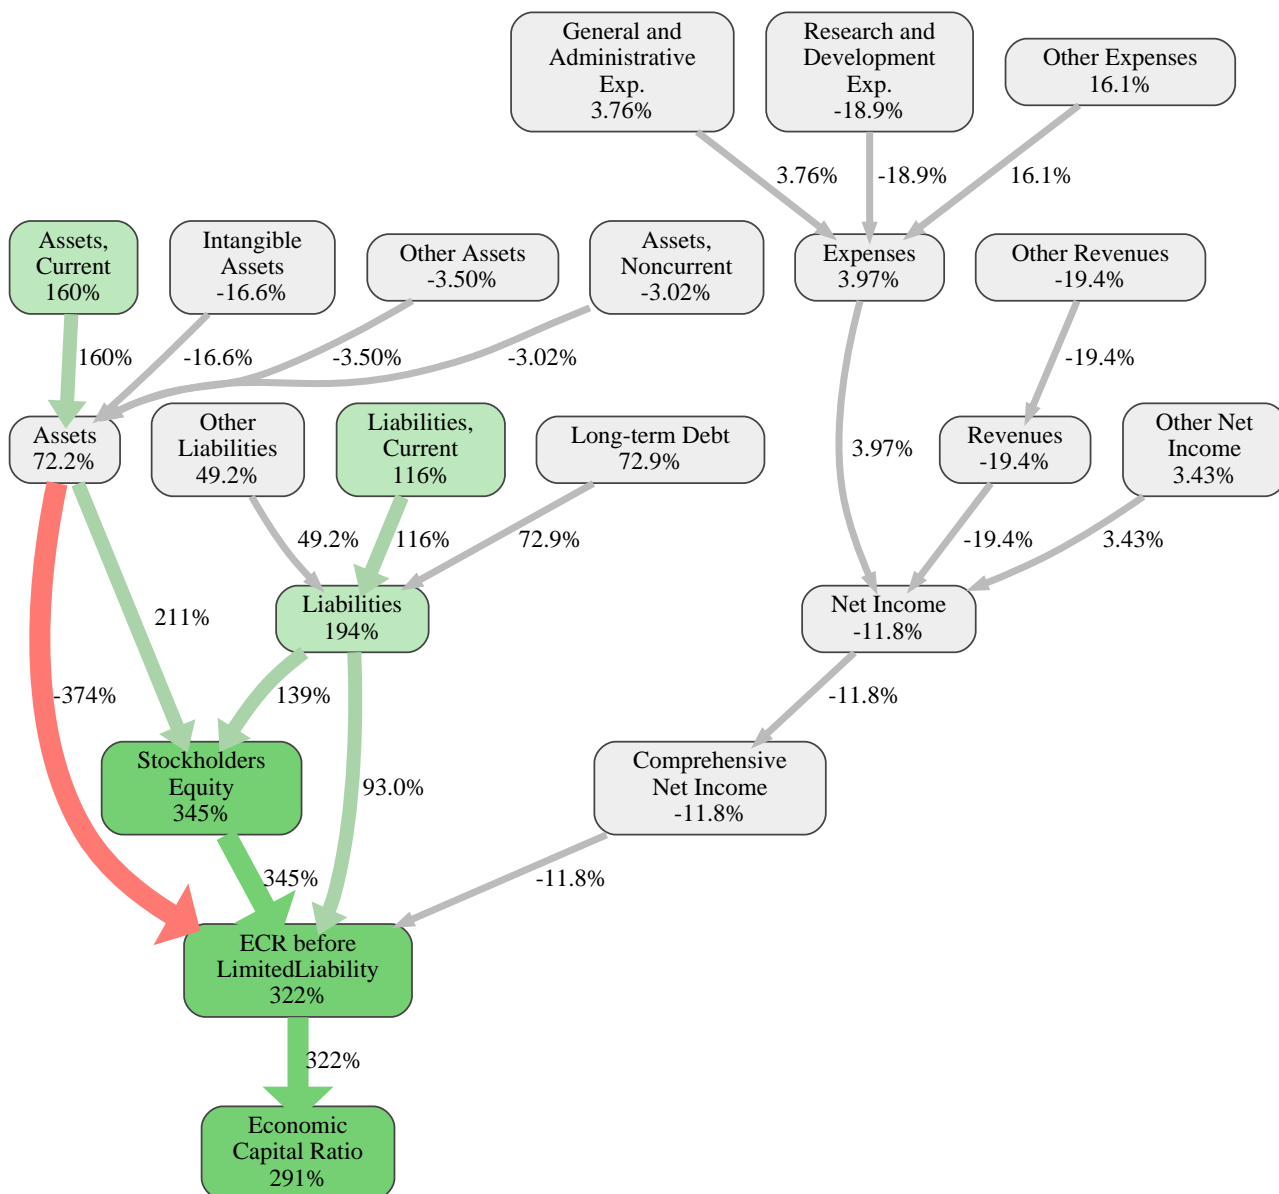 General and
Administrative
Exp.
3.76%
Research and
Development
Exp.
-18.9%
Other Expenses
16.1%
3.76%
-18.9%
16.1%
Assets,
Current
160%
Intangible
Assets
-16.6%
Other Assets
-3.50%
Assets,
Noncurrent
-3.02%
Expenses
3.97%
Other Revenues
-19.4%
160%
-16.6%
-3.50%
-3.02%
-19.4%
Assets
72.2%
Other
Liabilities
49.2%
Liabilities,
Current
116%
Long-term Debt
72.9%
3.97%
Revenues
-19.4%
Other Net
Income
3.43%
49.2%
116%
72.9%
-19.4%
3.43%
211%
Liabilities
194%
Net Income
-11.8%
-374%
139%
-11.8%
Stockholders
Equity
345%
93.0%
Comprehensive
Net Income
-11.8%
345%
-11.8%
ECR before
LimitedLiability
322%
322%
Economic
Capital Ratio
291%